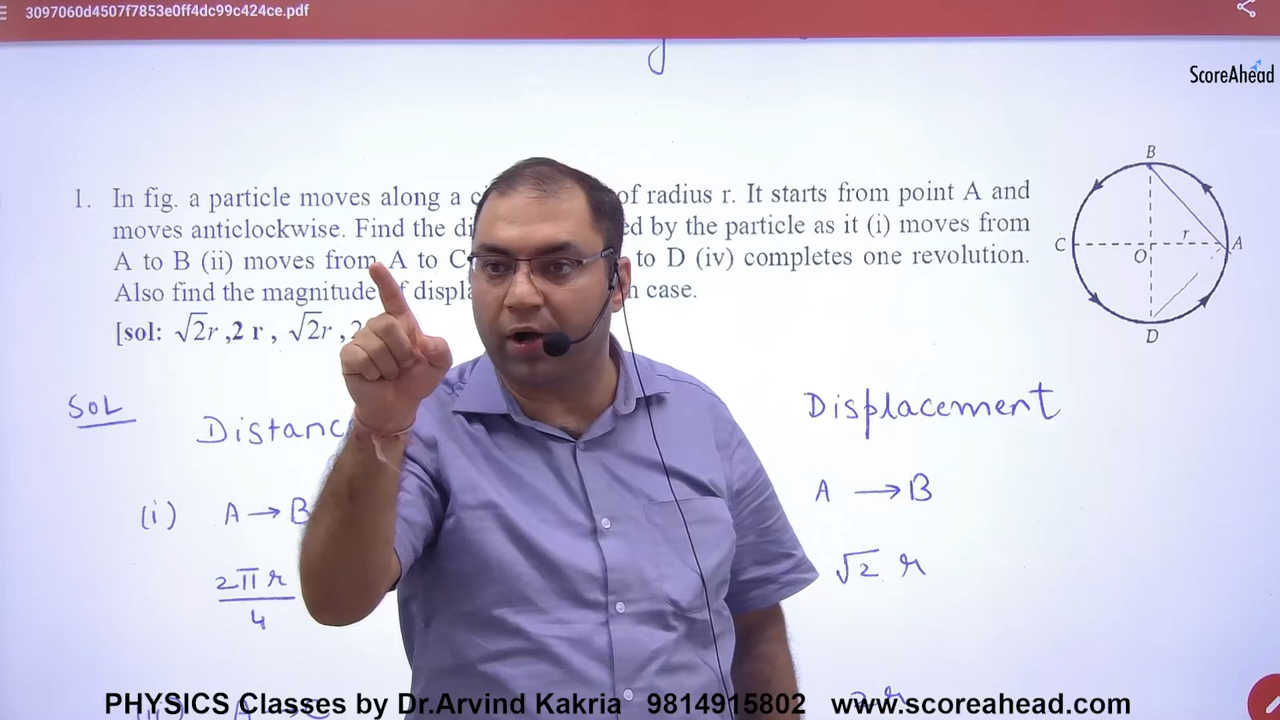 3097060d4507f7853e0ff4dc99c424ce.pdf
ScoreAhead
1. In fig. a particle moves along a of radius r. It starts from point A and
moves anticlockwise. Find the by the particle as it (i) moves from
A to B (ii) moves from A to C to D (iv) completes one revolution.
Also find the magnitude case.
[sol: √2r ,2 r , √2r ,
B
C
O
r
A
D
SOL
Displacement
(i) A → B
A → B
2πr/4
√2 r
2 r
PHYSICS Classes by Dr.Arvind Kakria 9814915802 www.scoreahead.com